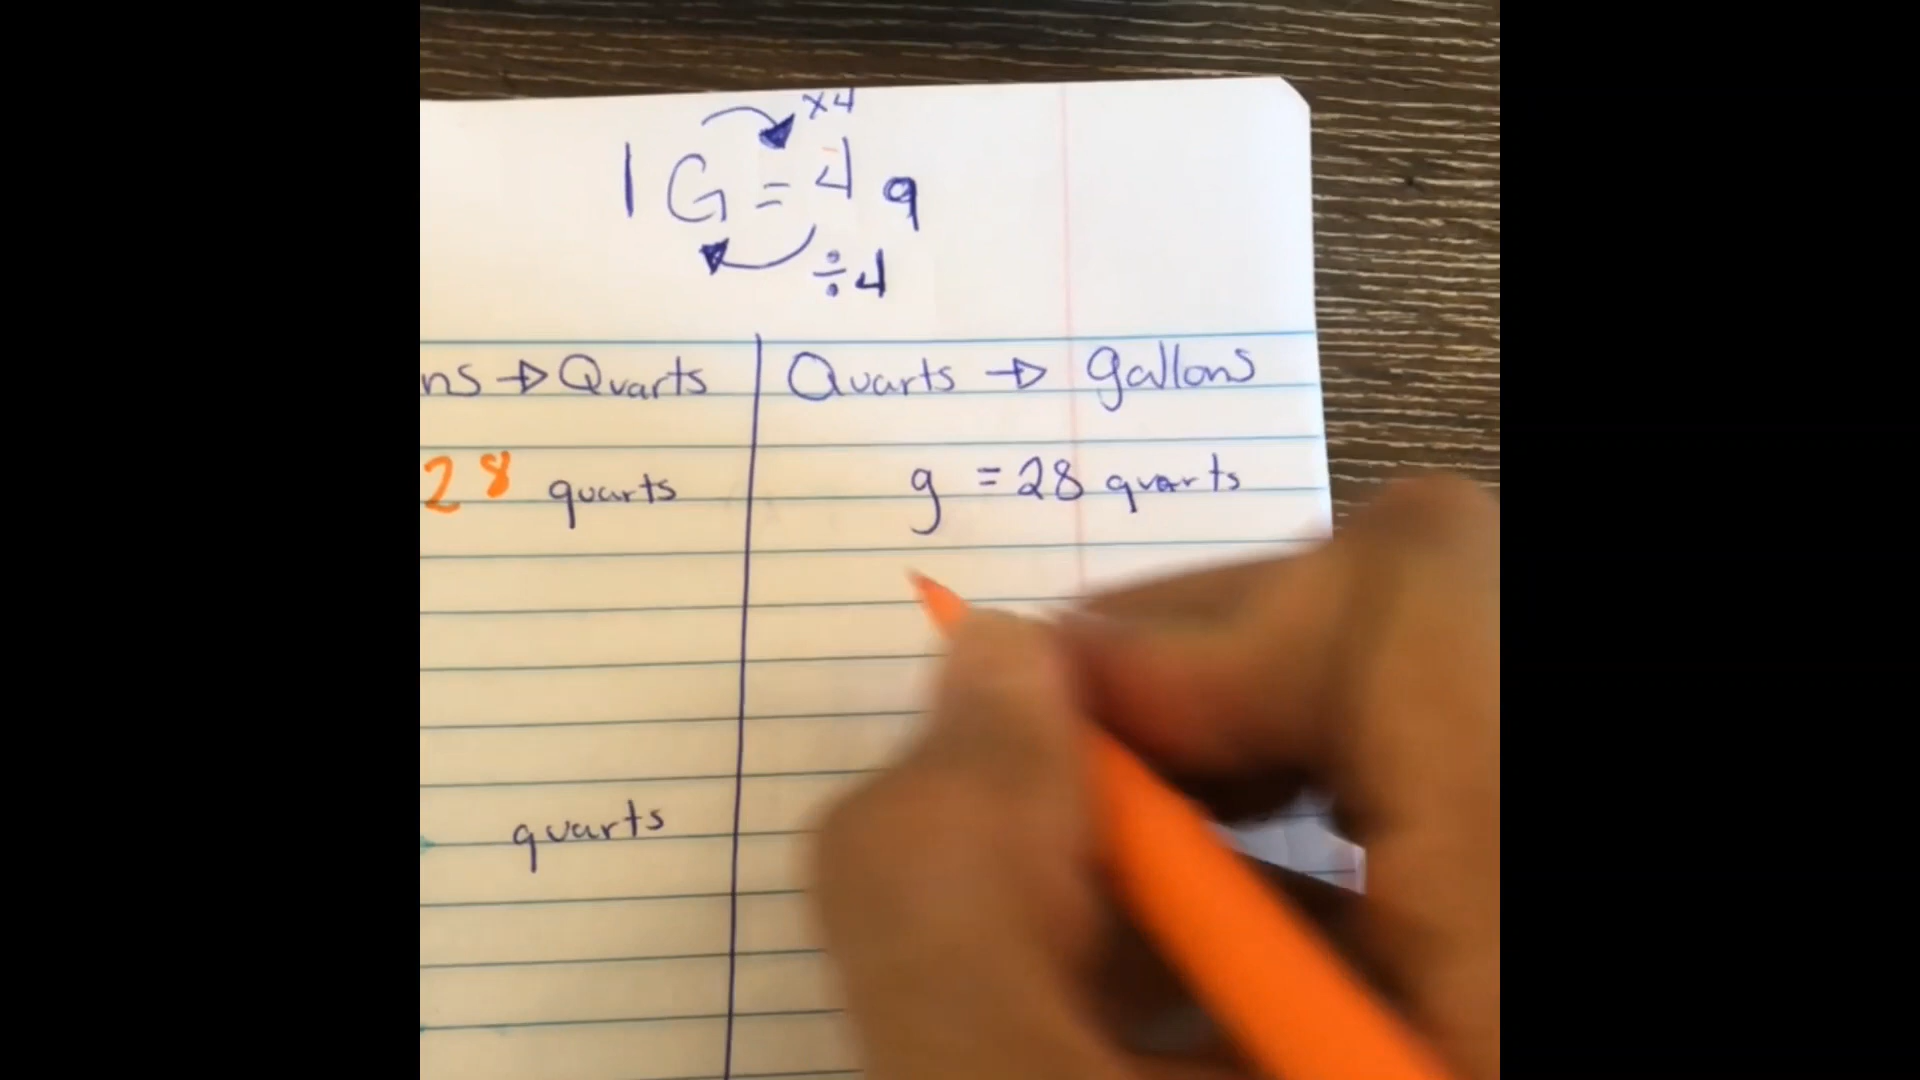 x4
1 G = 4 q
÷4
ns → Quarts
Quarts → gallons
28 quarts
g = 28 quarts
quarts